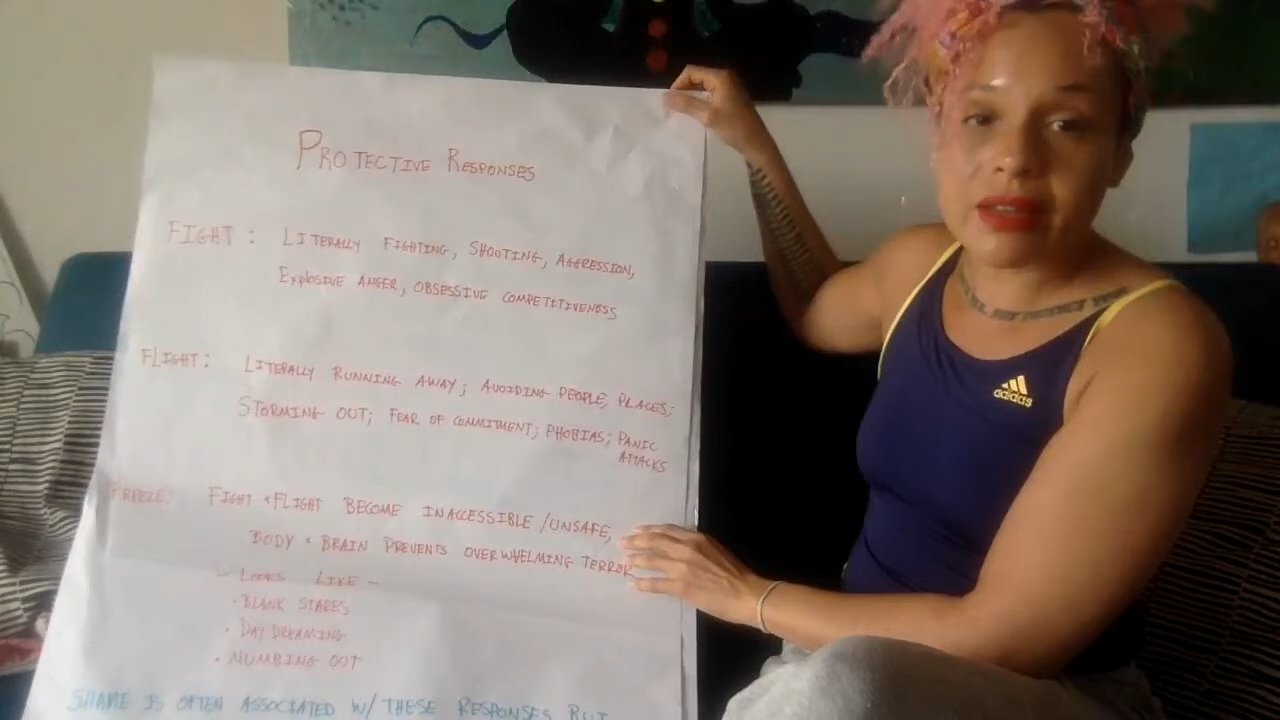 PROTECTIVE RESPONSES
FIGHT: LITERALLY FIGHTING, SHOOTING, AGGRESSION,
EXPLOSIVE ANGER, OBSESSIVE COMPETITIVENESS
FLIGHT: LITERALLY RUNNING AWAY; AVOIDING PEOPLE, PLACES;
STORMING OUT; FEAR OF COMMITMENT; PHOBIAS; PANIC
ATTACKS
FREEZE: FIGHT & FLIGHT BECOME INACCESSIBLE/UNSAFE,
BODY & BRAIN PREVENTS OVERWHELMING TERROR
- LOOKS LIKE -
• BLANK STARES
• DAY DREAMING
• NUMBING OUT
SHAME IS OFTEN ASSOCIATED W/ THESE RESPONSES BUT
adidas